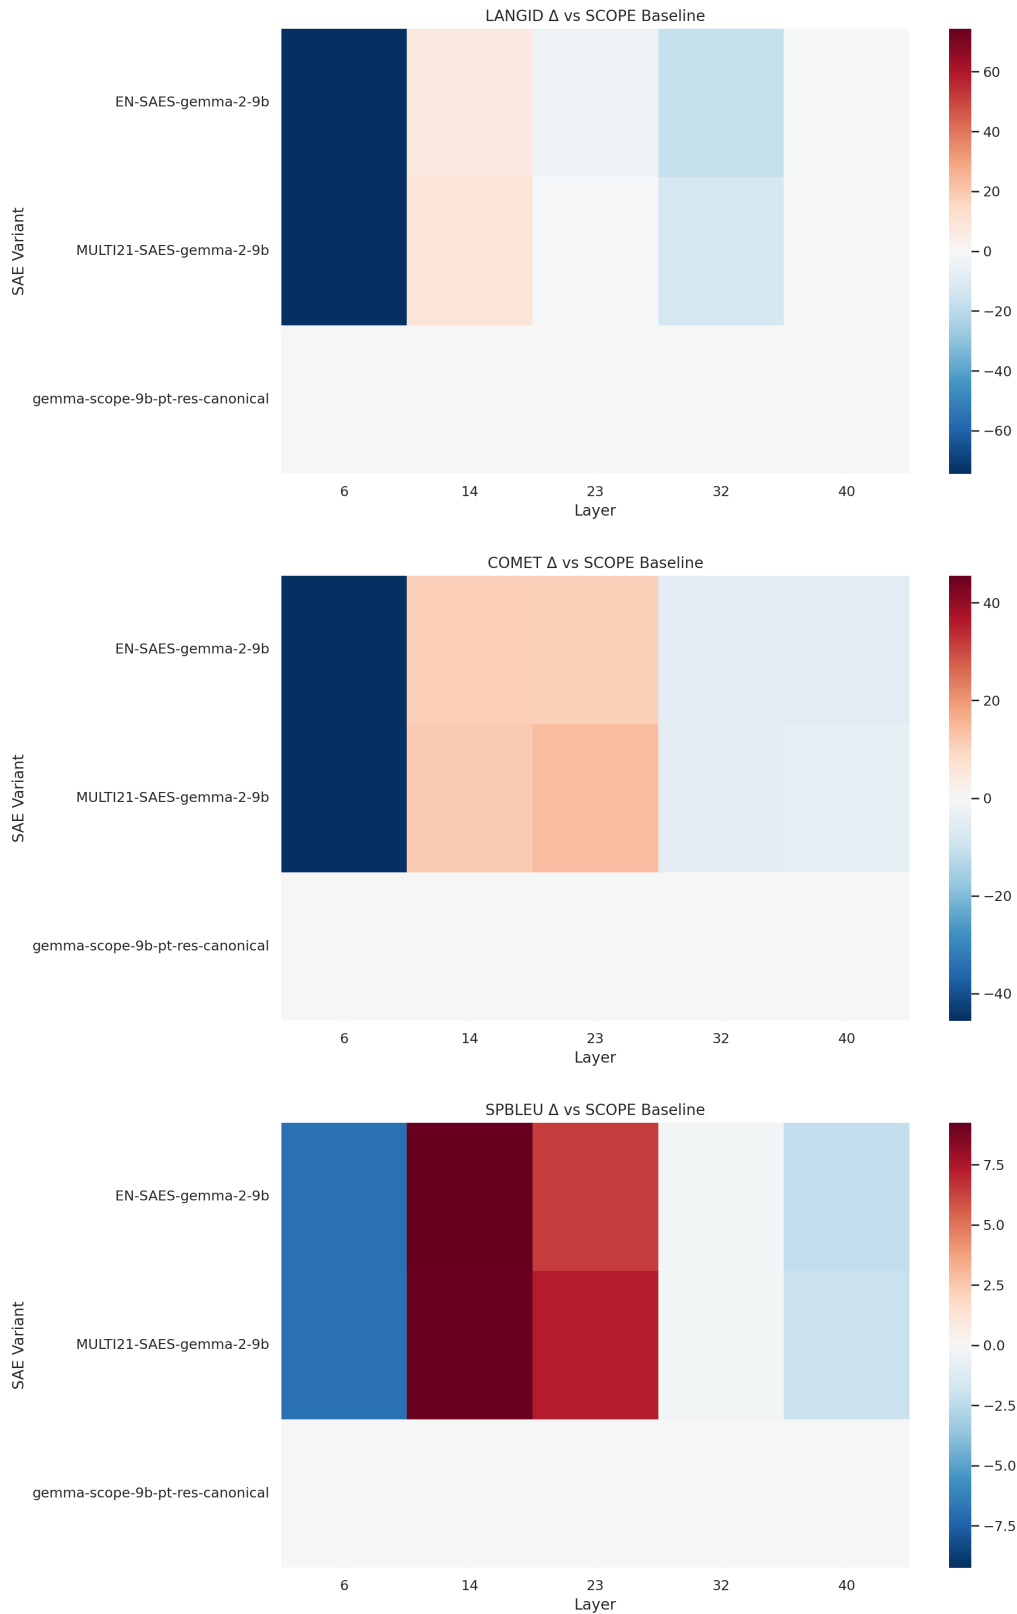 LANGID Δ vs SCOPE Baseline
EN-SAES-gemma-2-9b
MULTI21-SAES-gemma-2-9b
gemma-scope-9b-pt-res-canonical
SAE Variant
6 14 23 32 40
Layer
60
40
20
0
−20
−40
−60
COMET Δ vs SCOPE Baseline
EN-SAES-gemma-2-9b
MULTI21-SAES-gemma-2-9b
gemma-scope-9b-pt-res-canonical
SAE Variant
6 14 23 32 40
Layer
40
20
0
−20
−40
SPBLEU Δ vs SCOPE Baseline
EN-SAES-gemma-2-9b
MULTI21-SAES-gemma-2-9b
gemma-scope-9b-pt-res-canonical
SAE Variant
6 14 23 32 40
Layer
7.5
5.0
2.5
0.0
−2.5
−5.0
−7.5